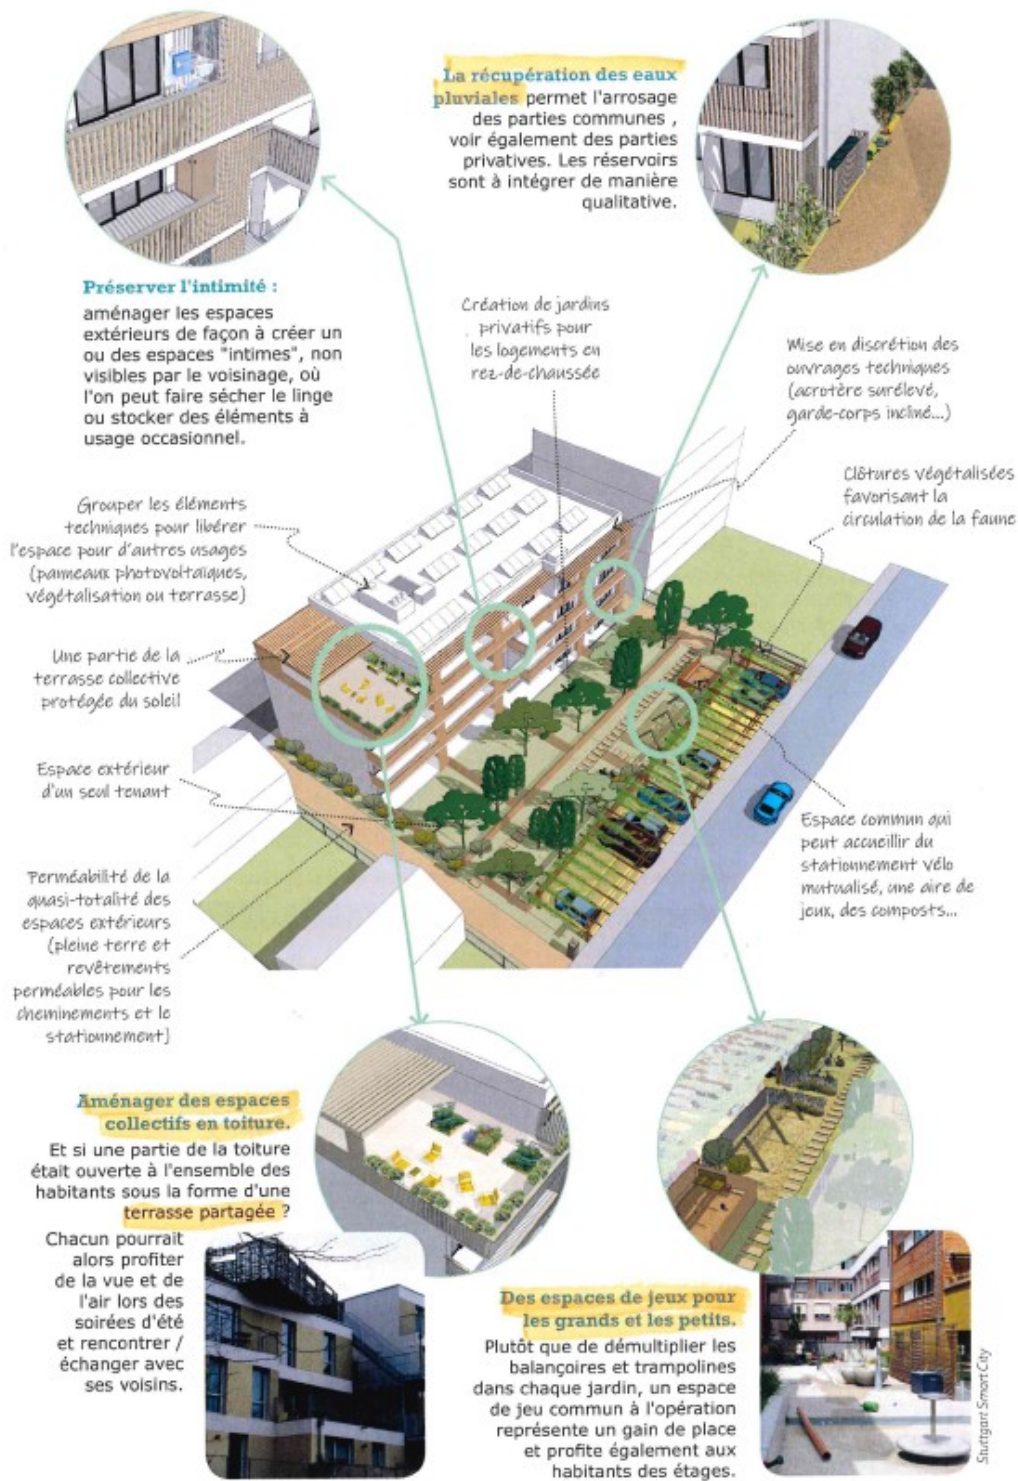 La récupération des eaux
pluviales permet l'arrosage
des parties communes ,
voir également des parties
privatives. Les réservoirs
sont à intégrer de manière
qualitative.
Préserver l'intimité :
aménager les espaces
extérieurs de façon à créer un
ou des espaces "intimes", non
visibles par le voisinage, où
l'on peut faire sécher le linge
ou stocker des éléments à
usage occasionnel.
Création de jardins
privatifs pour
les logements en
rez-de-chaussée
Mise en discrétion des
ouvrages techniques
(acrotère surélevé,
garde-corps incliné...)
Clôtures végétalisées
favorisant la
circulation de la faune
Grouper les éléments
techniques pour libérer
l'espace pour d'autres usages
(panneaux photovoltaïques,
végétalisation ou terrasse)
Une partie de la
terrasse collective
protégée du soleil
Espace extérieur
d'un seul tenant
Perméabilité de la
quasi-totalité des
espaces extérieurs
(pleine terre et
revêtements
perméables pour les
cheminements et le
stationnement)
Espace commun qui
peut accueillir du
stationnement vélo
mutualisé, une aire de
jeux, des composts...
Aménager des espaces
collectifs en toiture.
Et si une partie de la toiture
était ouverte à l'ensemble des
habitants sous la forme d'une
terrasse partagée ?
Chacun pourrait
alors profiter
de la vue et de
l'air lors des
soirées d'été
et rencontrer /
échanger avec
ses voisins.
Des espaces de jeux pour
les grands et les petits.
Plutôt que de démultiplier les
balançoires et trampolines
dans chaque jardin, un espace
de jeu commun à l'opération
représente un gain de place
et profite également aux
habitants des étages.
Stuttgart Smart City